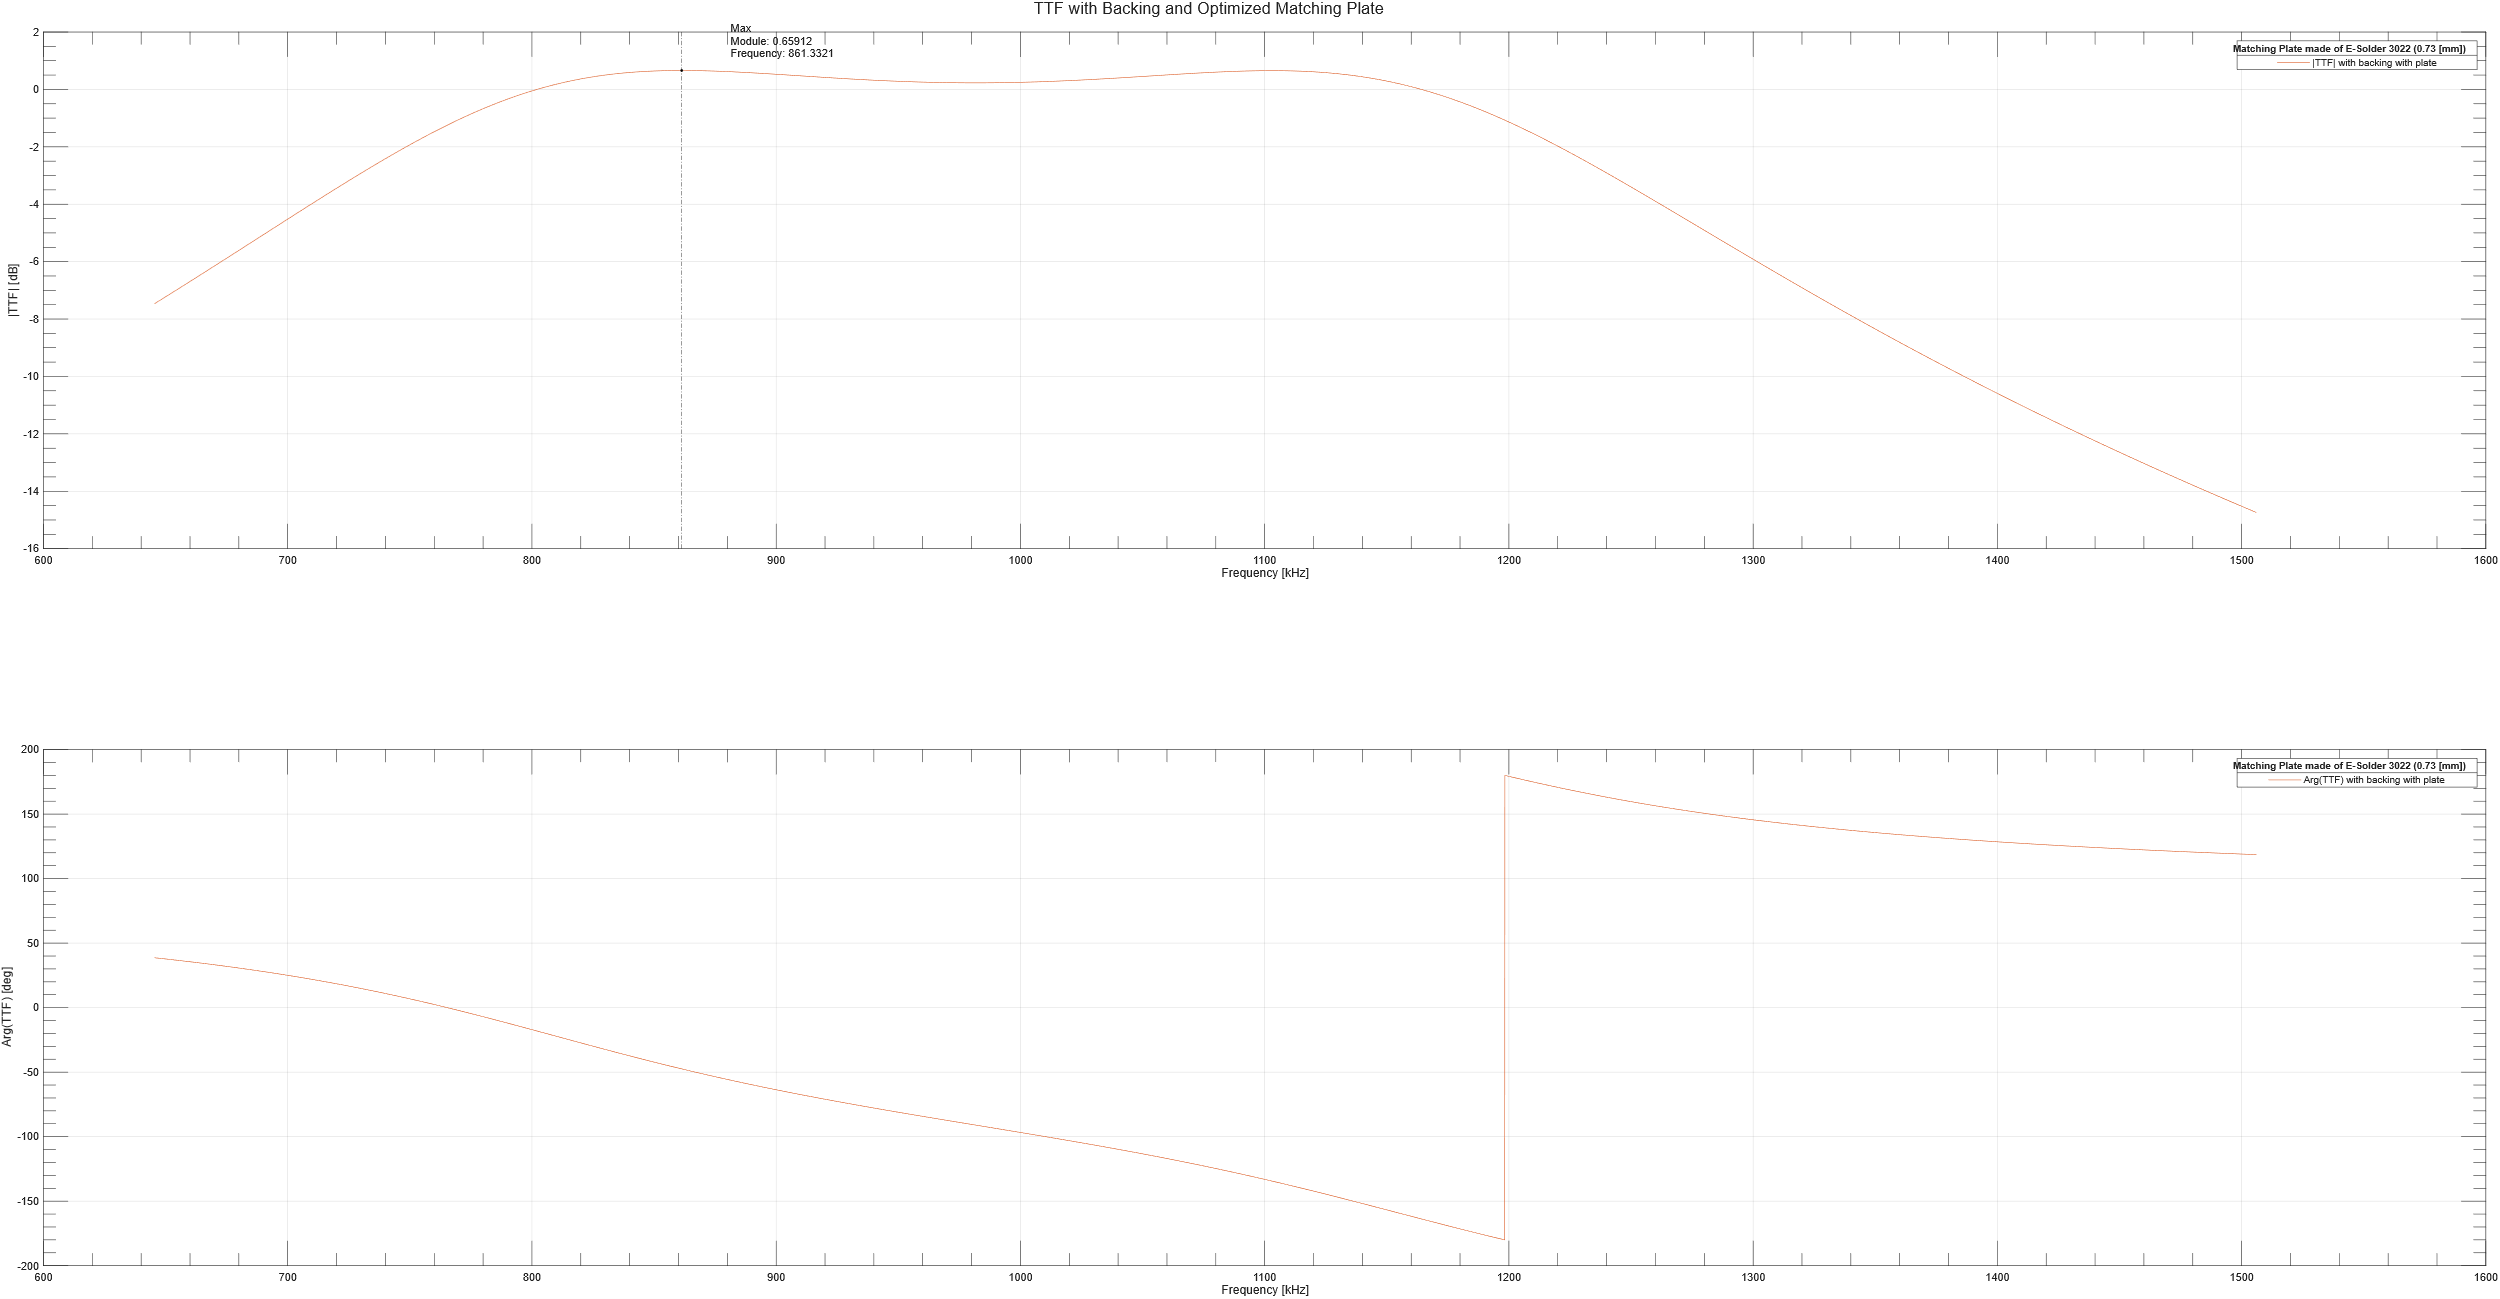 TTF with Backing and Optimized Matching Plate
Max
Module: 0.65912
Frequency: 861.3321
Matching Plate made of E-Solder 3022 (0.73 [mm])
|TTF| with backing with plate
|TTF| [dB]
2
0
-2
-4
-6
-8
-10
-12
-14
-16
600 700 800 900 1000 1100 1200 1300 1400 1500 1600
Frequency [kHz]
Matching Plate made of E-Solder 3022 (0.73 [mm])
Arg(TTF) with backing with plate
Arg(TTF) [deg]
200
150
100
50
0
-50
-100
-150
-200
600 700 800 900 1000 1100 1200 1300 1400 1500 1600
Frequency [kHz]